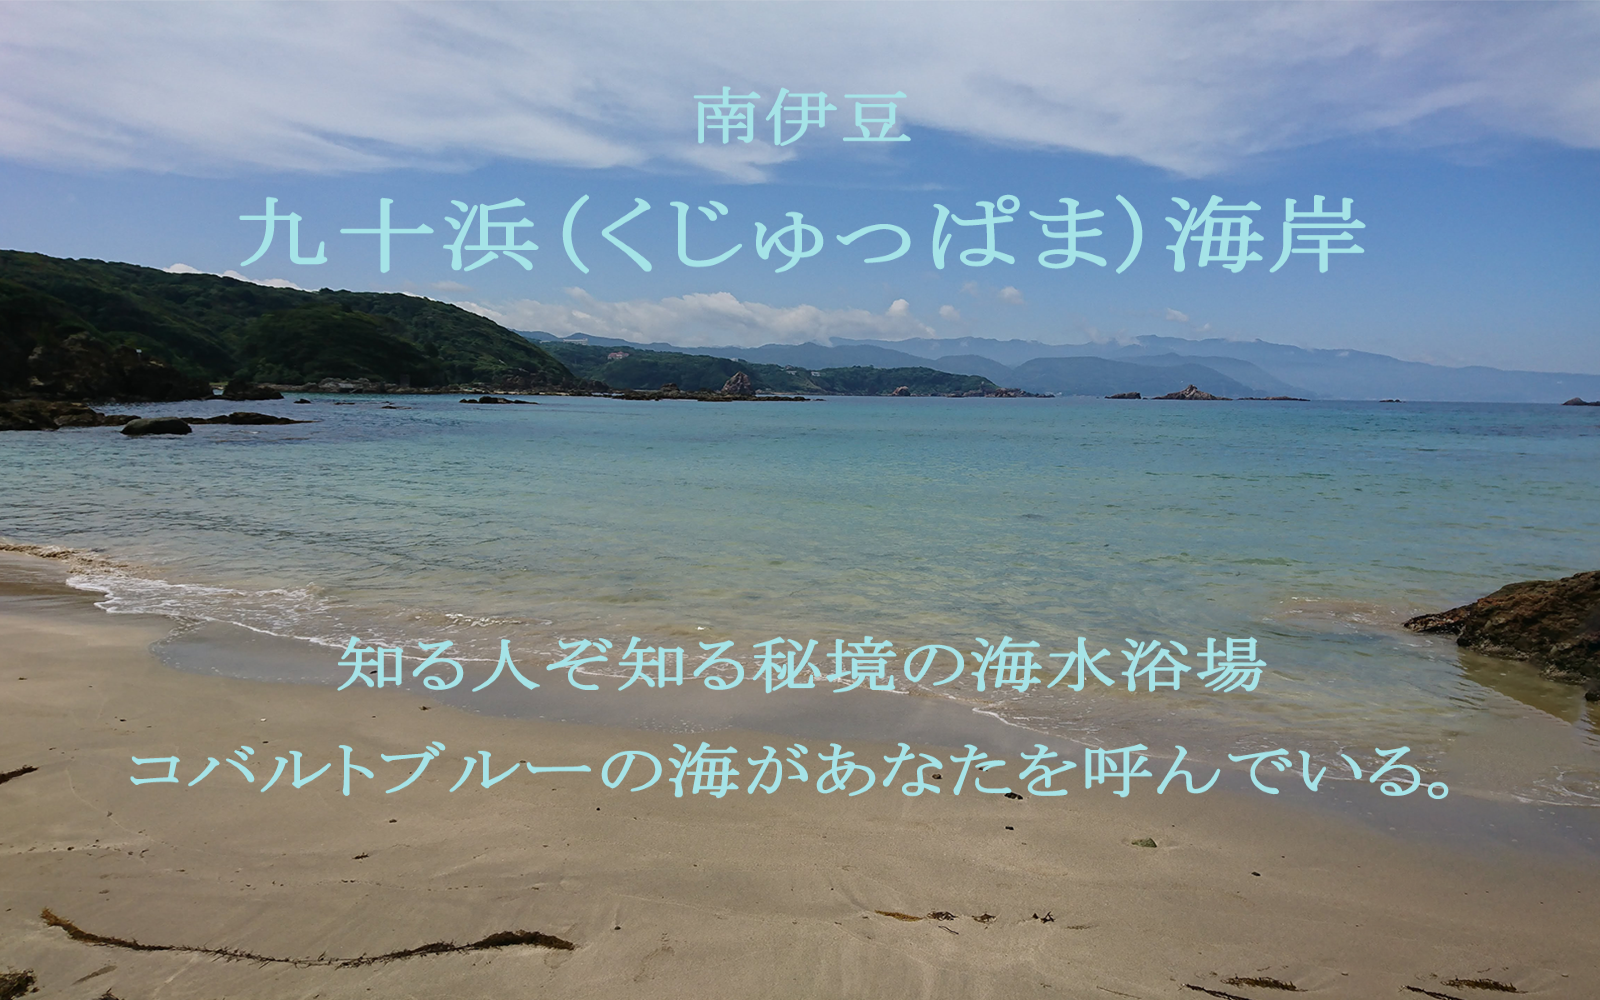 南伊豆
九十浜（くじゅっぱま）海岸
知る人ぞ知る秘境の海水浴場
コバルトブルーの海があなたを呼んでいる。